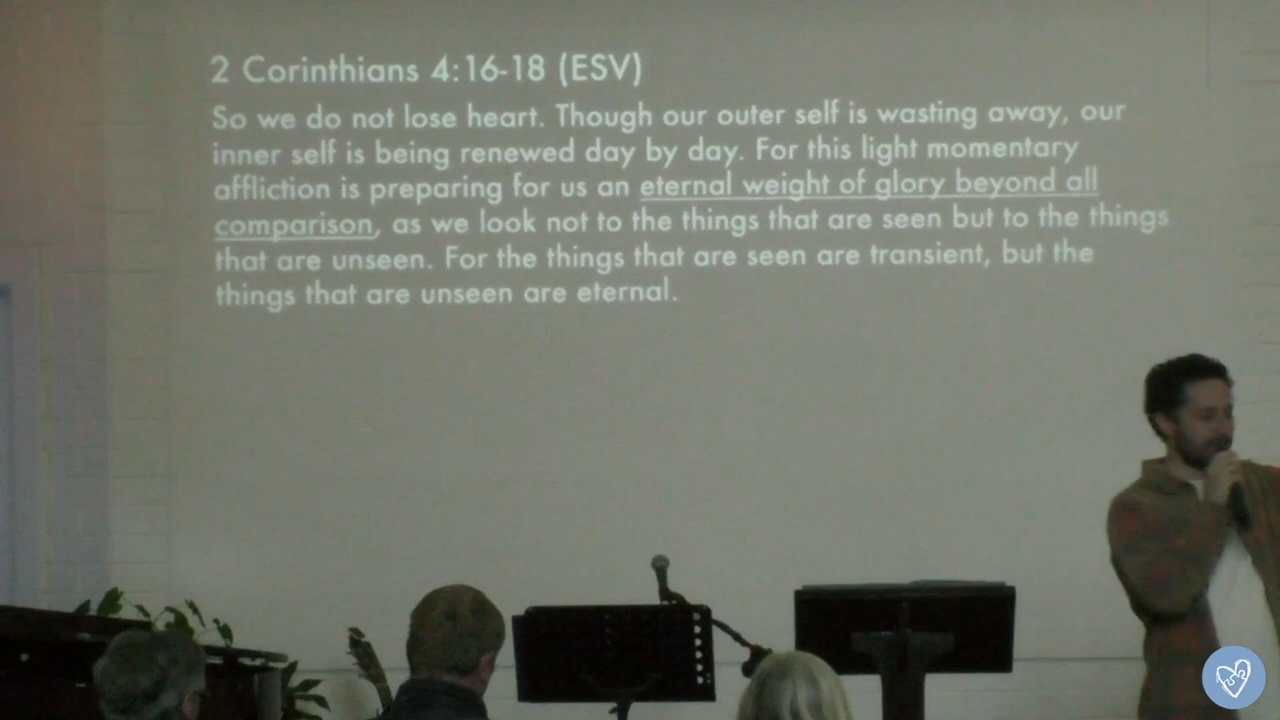 2 Corinthians 4:16-18 (ESV)
So we do not lose heart. Though our outer self is wasting away, our
inner self is being renewed day by day. For this light momentary
affliction is preparing for us an eternal weight of glory beyond all
comparison, as we look not to the things that are seen but to the things
that are unseen. For the things that are seen are transient, but the
things that are unseen are eternal.